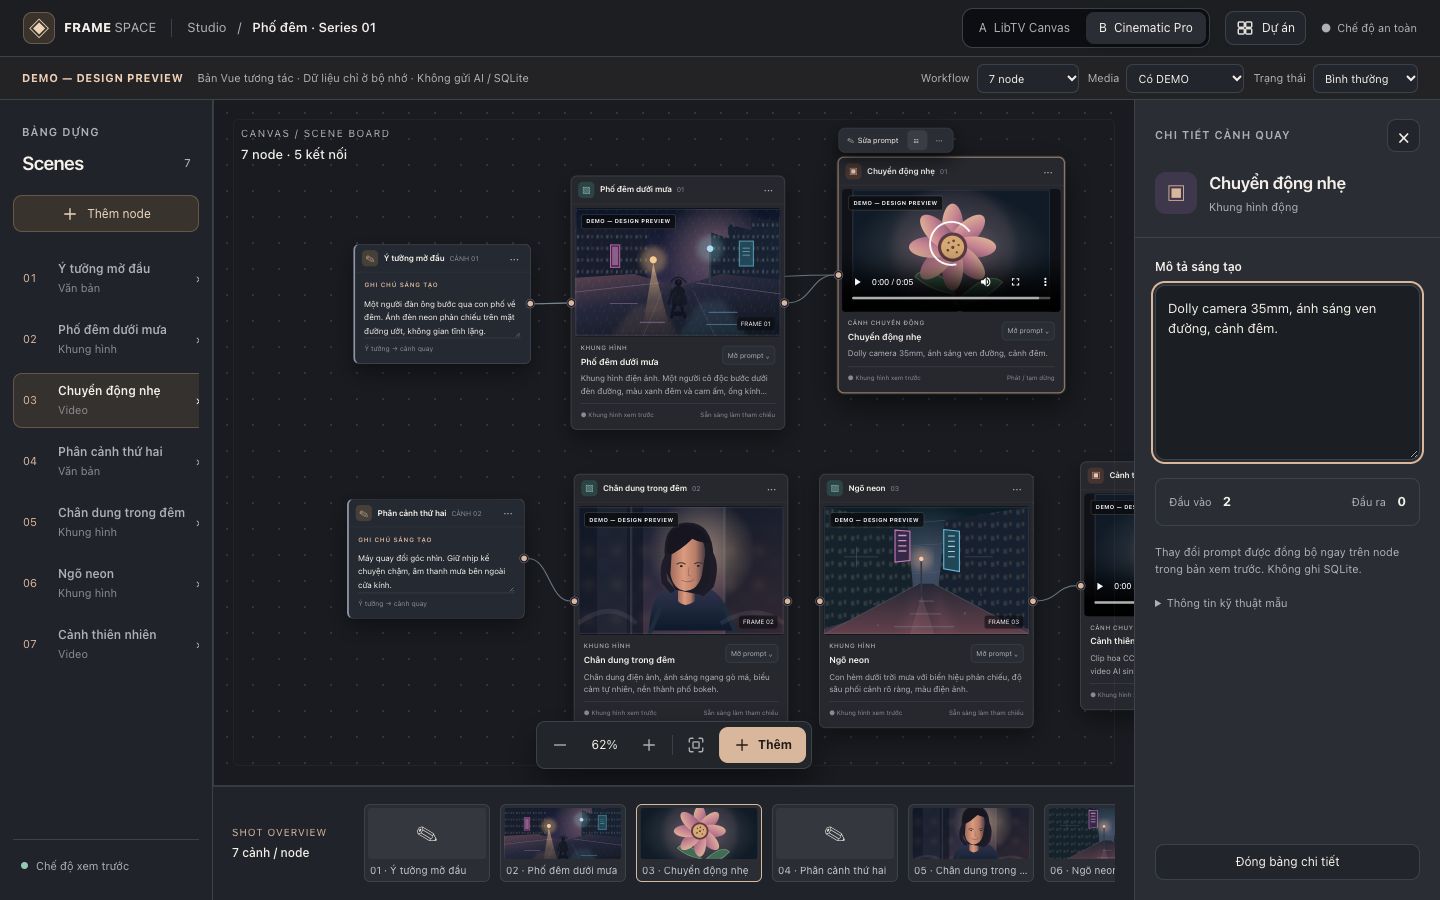 FRAME SPACE
Studio / Phố đêm · Series 01
A LibTV Canvas
B Cinematic Pro
Dự án
Chế độ an toàn
DEMO — DESIGN PREVIEW
Bản Vue tương tác · Dữ liệu chỉ ở bộ nhớ · Không gửi AI / SQLite
Workflow
7 node
Media
Có DEMO
Trạng thái
Bình thường
BẢNG DỰNG
Scenes
7
Thêm node
01
Ý tưởng mở đầu
Văn bản
02
Phố đêm dưới mưa
Khung hình
03
Chuyển động nhẹ
Video
04
Phân cảnh thứ hai
Văn bản
05
Chân dung trong đêm
Khung hình
06
Ngõ neon
Khung hình
07
Cảnh thiên nhiên
Video
Chế độ xem trước
CANVAS / SCENE BOARD
7 node · 5 kết nối
Ý tưởng mở đầu CẢNH 01
GHI CHÚ SÁNG TẠO
Một người đàn ông bước qua con phố về
đêm. Ánh đèn neon phản chiếu trên mặt
đường ướt, không gian tĩnh lặng.
Ý tưởng → cảnh quay
Phố đêm dưới mưa 01
DEMO — DESIGN PREVIEW
FRAME 01
KHUNG HÌNH
Phố đêm dưới mưa
Mở prompt
Khung hình điện ảnh. Một người cô độc bước dưới
đèn đường, màu xanh đêm và cam ấm, ống kính...
Khung hình xem trước
Sẵn sàng làm tham chiếu
Sửa prompt
Chuyển động nhẹ 01
DEMO — DESIGN PREVIEW
0:00 / 0:05
CẢNH CHUYỂN ĐỘNG
Chuyển động nhẹ
Mở prompt
Dolly camera 35mm, ánh sáng ven đường, cảnh đêm.
Khung hình xem trước
Phát / tạm dừng
Phân cảnh thứ hai CẢNH 02
GHI CHÚ SÁNG TẠO
Máy quay đổi góc nhìn. Giữ nhịp kể
chuyện chậm, âm thanh mưa bên ngoài
cửa kính.
Ý tưởng → cảnh quay
Chân dung trong đêm 02
DEMO — DESIGN PREVIEW
FRAME 02
KHUNG HÌNH
Chân dung trong đêm
Mở prompt
Chân dung điện ảnh, ánh sáng ngang gò má, biểu
cảm tự nhiên, nền thành phố bokeh.
Khung hình xem trước
Sẵn sàng làm tham chiếu
Ngõ neon 03
DEMO — DESIGN PREVIEW
FRAME 03
KHUNG HÌNH
Ngõ neon
Mở prompt
Con hẻm dưới trời mưa với biển hiệu phản chiếu, độ
sâu phối cảnh rõ ràng, màu điện ảnh.
Khung hình xem trước
Sẵn sàng làm tham chiếu
Cảnh t
DEMO — DES
0:00
CẢNH CHUY
Cảnh thiên
Clip hoa CC
video AI sin
Khung hình
62%
Thêm
SHOT OVERVIEW
7 cảnh / node
01 · Ý tưởng mở đầu
02 · Phố đêm dưới mưa
03 · Chuyển động nhẹ
04 · Phân cảnh thứ hai
05 · Chân dung trong ...
06 · Ngõ neon
CHI TIẾT CẢNH QUAY
Chuyển động nhẹ
Khung hình động
Mô tả sáng tạo
Dolly camera 35mm, ánh sáng ven
đường, cảnh đêm.
Đầu vào 2
Đầu ra 0
Thay đổi prompt được đồng bộ ngay trên node
trong bản xem trước. Không ghi SQLite.
Thông tin kỹ thuật mẫu
Đóng bảng chi tiết